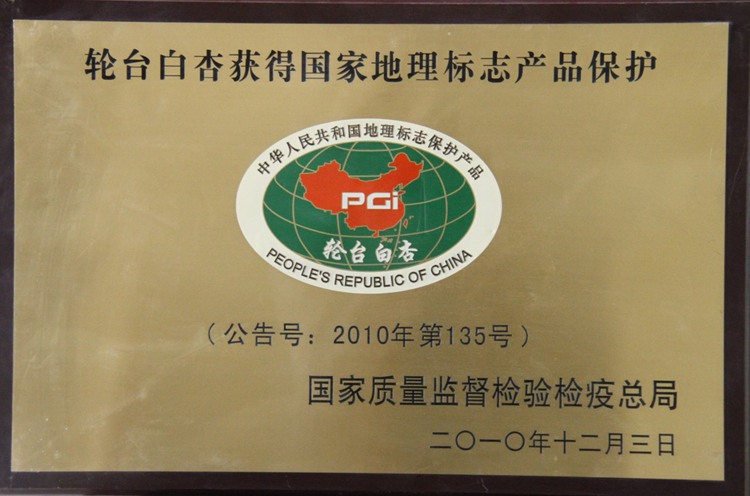 轮台白杏获得国家地理标志产品保护
中华人民共和国地理标志保护产品
PGi
轮台白杏
PEOPLE'S REPUBLIC OF CHINA
（公告号：2010年第135号）
国家质量监督检验检疫总局
二〇一〇年十二月三日